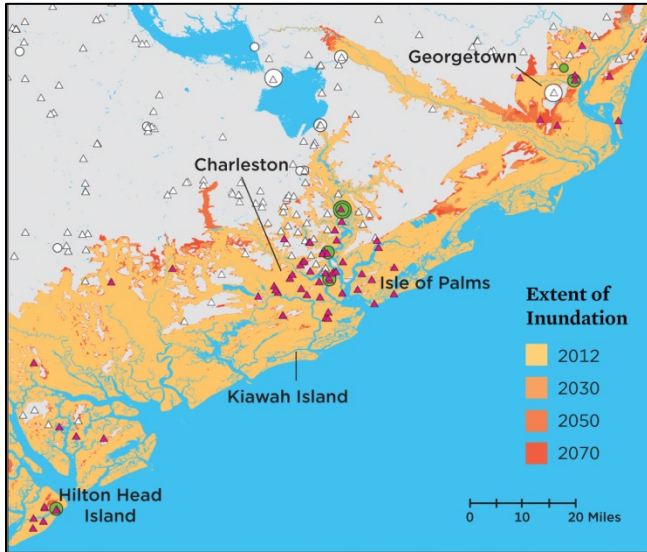 Georgetown
Charleston
Isle of Palms
Kiawah Island
Hilton Head
Island
Extent of
Inundation
2012
2030
2050
2070
0 10 20 Miles